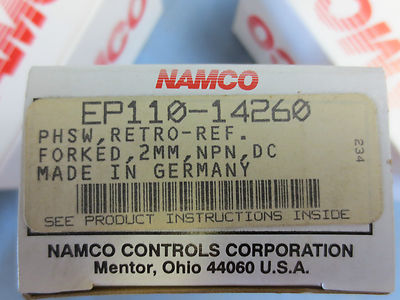 NAMCO
EP110-14260
PHSW,RETRO-REF.
FORKED,2MM,NPN,DC
MADE IN GERMANY
234
SEE PRODUCT INSTRUCTIONS INSIDE
NAMCO CONTROLS CORPORATION
Mentor, Ohio 44060 U.S.A.